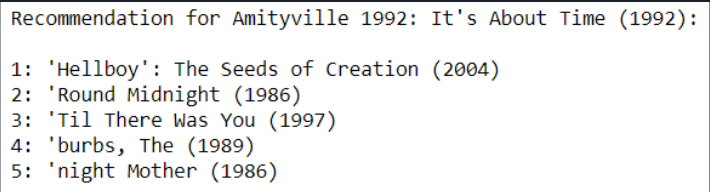 Recommendation for Amityville 1992: It's About Time (1992):
1: 'Hellboy': The Seeds of Creation (2004)
2: 'Round Midnight (1986)
3: 'Til There Was You (1997)
4: 'burbs, The (1989)
5: 'night Mother (1986)